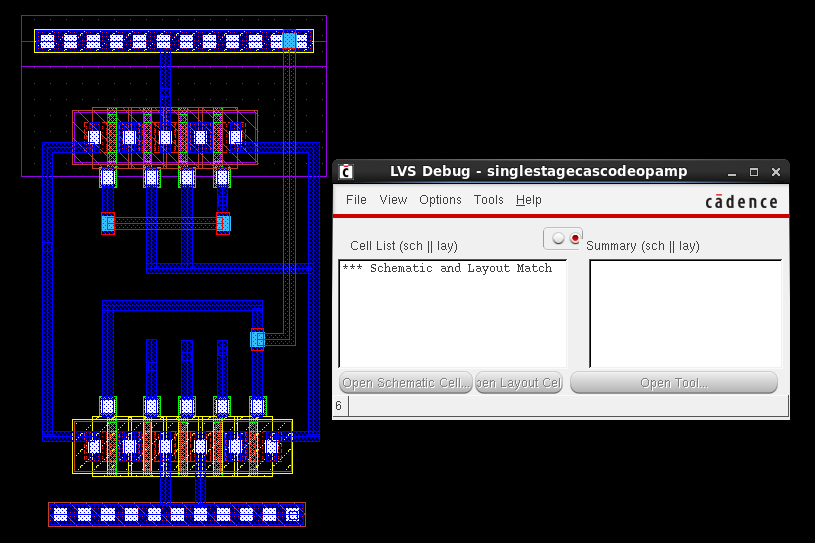 LVS Debug - singlestagecascodeopamp
File View Options Tools Help
cādence
Cell List (sch || lay)
Summary (sch || lay)
*** Schematic and Layout Match
Open Schematic Cell...
pen Layout Cel
Open Tool...
6